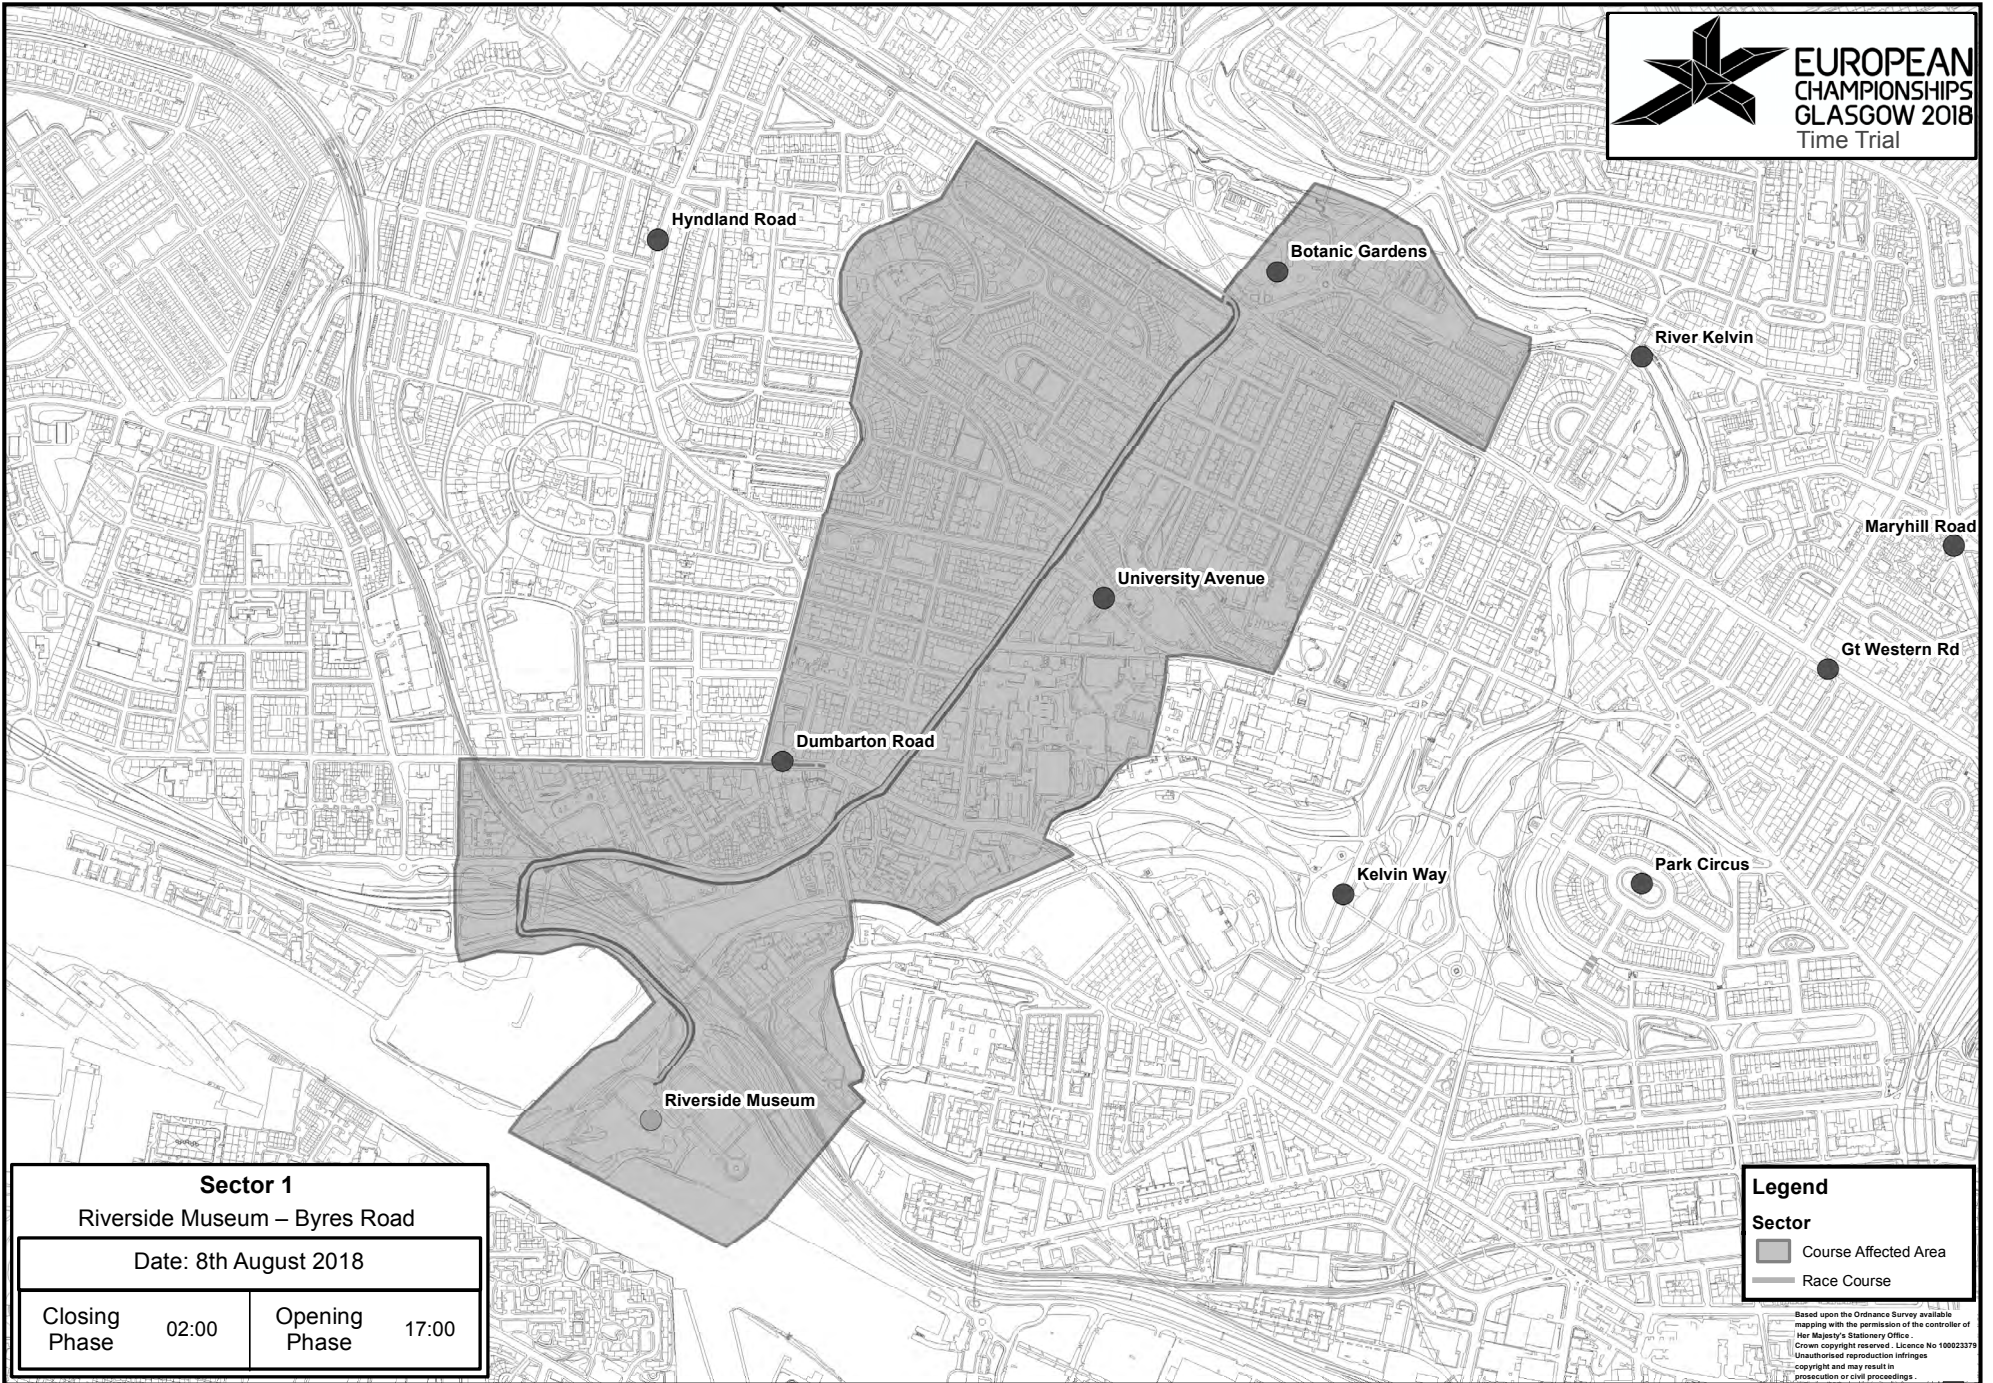 EUROPEAN
CHAMPIONSHIPS
GLASGOW 2018
Time Trial
Hyndland Road
Botanic Gardens
River Kelvin
Maryhill Road
University Avenue
Gt Western Rd
Dumbarton Road
Park Circus
Kelvin Way
Riverside Museum
Sector 1
Riverside Museum – Byres Road
Date: 8th August 2018
Closing Phase 02:00 Opening Phase 17:00
Legend
Sector
Course Affected Area
Race Course
Based upon the Ordnance Survey available
mapping with the permission of the controller of
Her Majesty's Stationery Office .
Crown copyright reserved . Licence No 100023379
Unauthorised reproduction infringes
copyright and may result in
prosecution or civil proceedings .